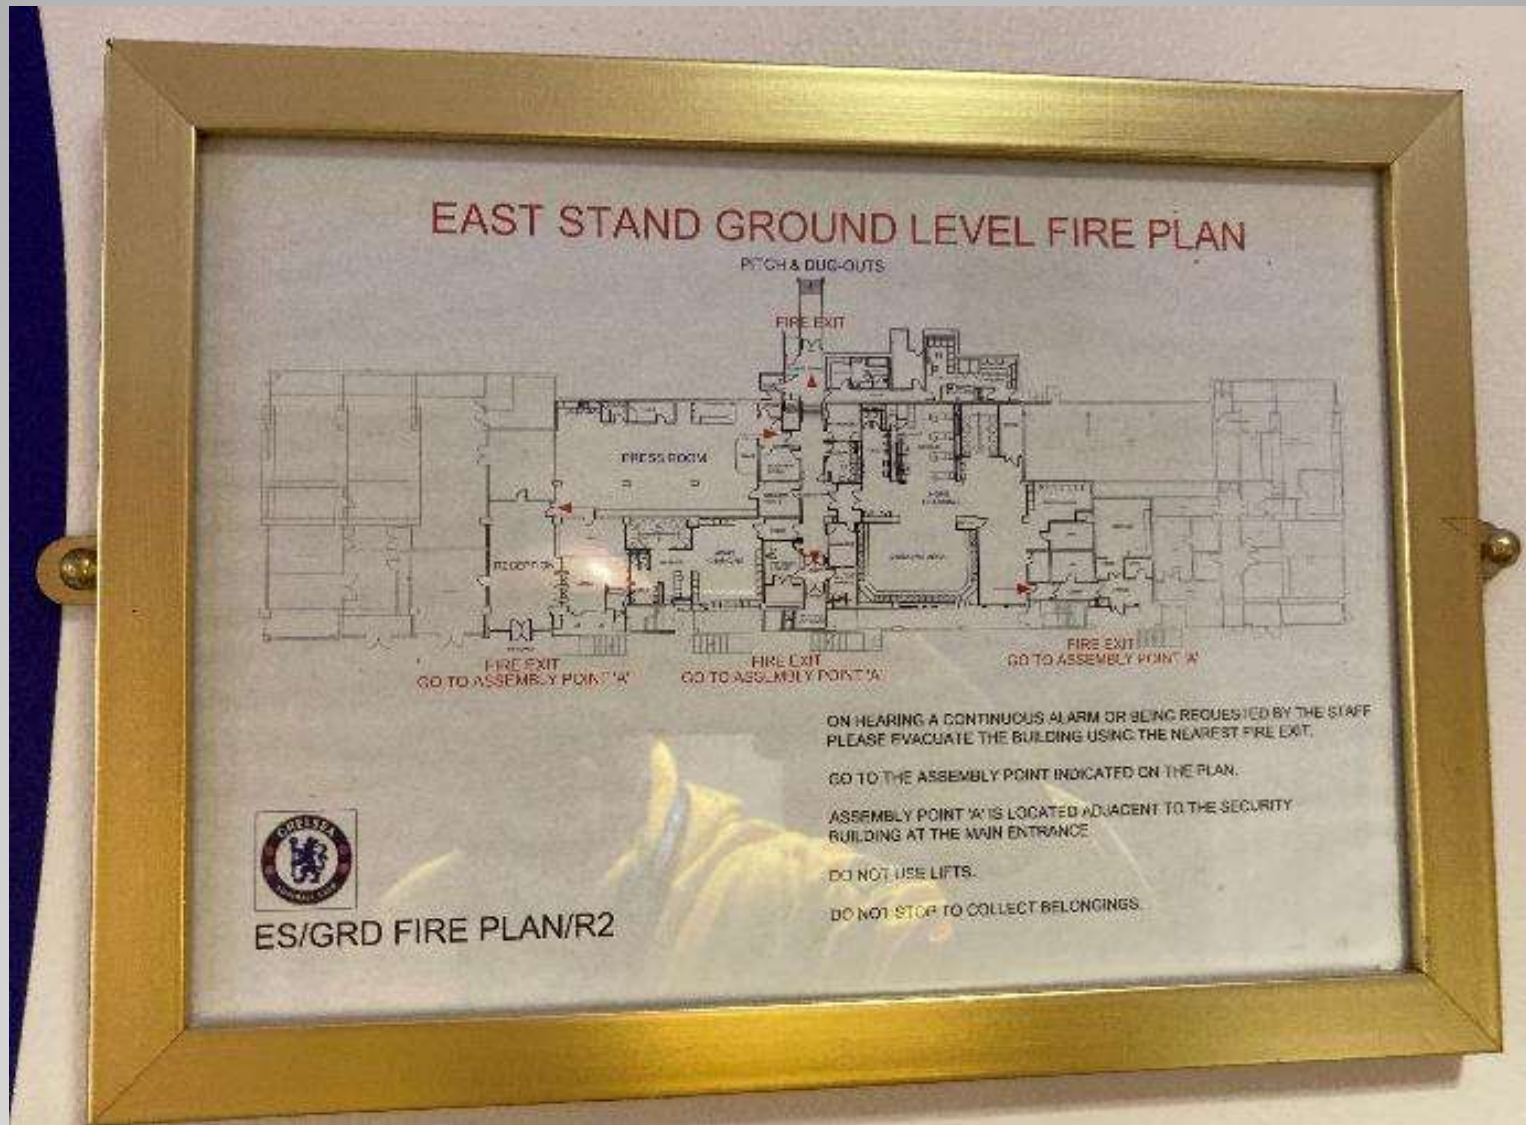 EAST STAND GROUND LEVEL FIRE PLAN
PITCH & DUG-OUTS
FIRE EXIT
PRESS ROOM
RECEPTION
FIRE EXIT
GO TO ASSEMBLY POINT 'A'
FIRE EXIT
GO TO ASSEMBLY POINT 'A'
FIRE EXIT
GO TO ASSEMBLY POINT 'A'
ON HEARING A CONTINUOUS ALARM OR BEING REQUESTED BY THE STAFF
PLEASE EVACUATE THE BUILDING USING THE NEAREST FIRE EXIT.
GO TO THE ASSEMBLY POINT INDICATED ON THE PLAN.
ASSEMBLY POINT 'A' IS LOCATED ADJACENT TO THE SECURITY
BUILDING AT THE MAIN ENTRANCE
DO NOT USE LIFTS.
DO NOT STOP TO COLLECT BELONGINGS.
CHELSEA
FOOTBALL CLUB
ES/GRD FIRE PLAN/R2